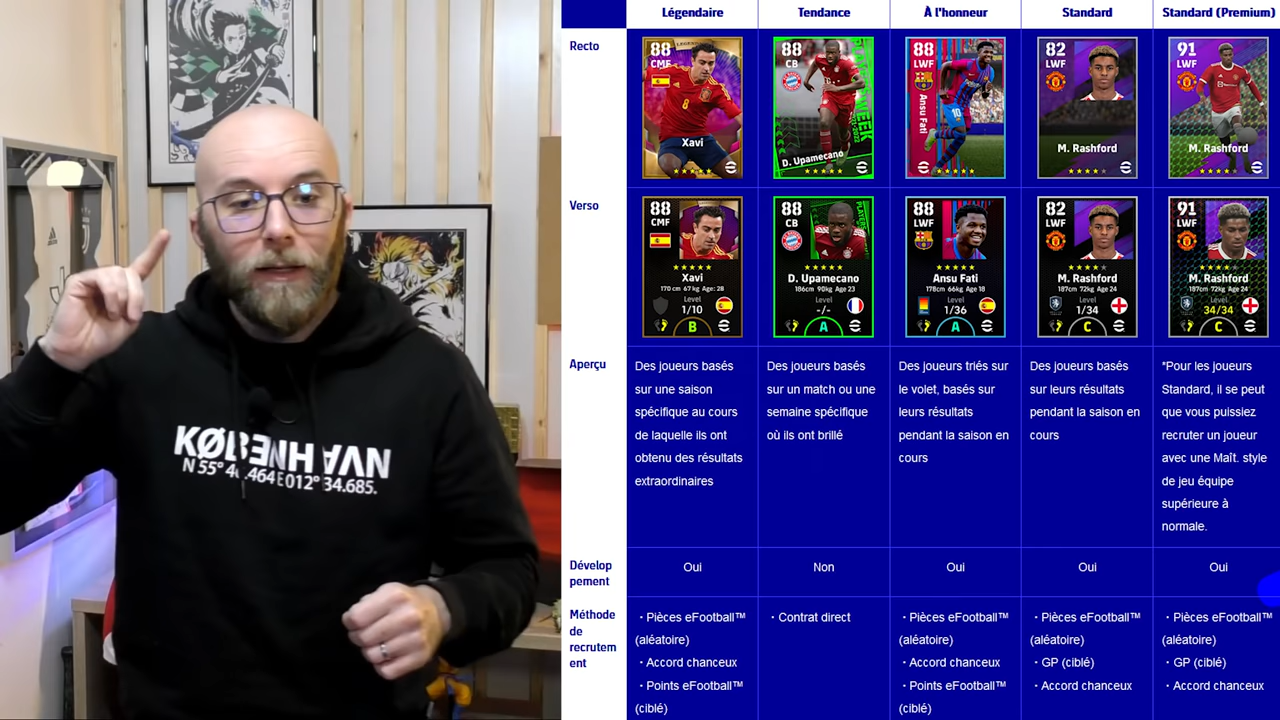 Légendaire
Tendance
À l'honneur
Standard
Standard (Premium)
Recto
88
CMF
8
Xavi
88
CB
D. Upamecano
88
LWF
Ansu Fati
10
82
LWF
M. Rashford
91
LWF
M. Rashford
Verso
88
CMF
Xavi
170 cm 67 kg Age: 28
Level
1/10
B
88
CB
D. Upamecano
186cm 90kg Age 23
Level
-/-
A
88
LWF
Ansu Fati
178cm 66kg Age 18
Level
1/36
A
82
LWF
M. Rashford
187cm 72kg Age 24
Level
1/34
C
91
LWF
M. Rashford
187cm 72kg Age 24
Level
34/34
C
Aperçu
Des joueurs basés
sur une saison
spécifique au cours
de laquelle ils ont
obtenu des résultats
extraordinaires
Des joueurs basés
sur un match ou une
semaine spécifique
où ils ont brillé
Des joueurs triés sur
le volet, basés sur
leurs résultats
pendant la saison en
cours
Des joueurs basés
sur leurs résultats
pendant la saison en
cours
*Pour les joueurs
Standard, il se peut
que vous puissiez
recruter un joueur
avec une Maît. style
de jeu équipe
supérieure à
normale.
Dévelop
pement
Oui
Non
Oui
Oui
Oui
Méthode
de
recrutem
ent
・Pièces eFootball™
(aléatoire)
・Accord chanceux
・Points eFootball™
(ciblé)
・Contrat direct
・Pièces eFootball™
(aléatoire)
・Accord chanceux
・Points eFootball™
(ciblé)
・Pièces eFootball™
(aléatoire)
・GP (ciblé)
・Accord chanceux
・Pièces eFootball™
(aléatoire)
・GP (ciblé)
・Accord chanceux
KØBENHAVN